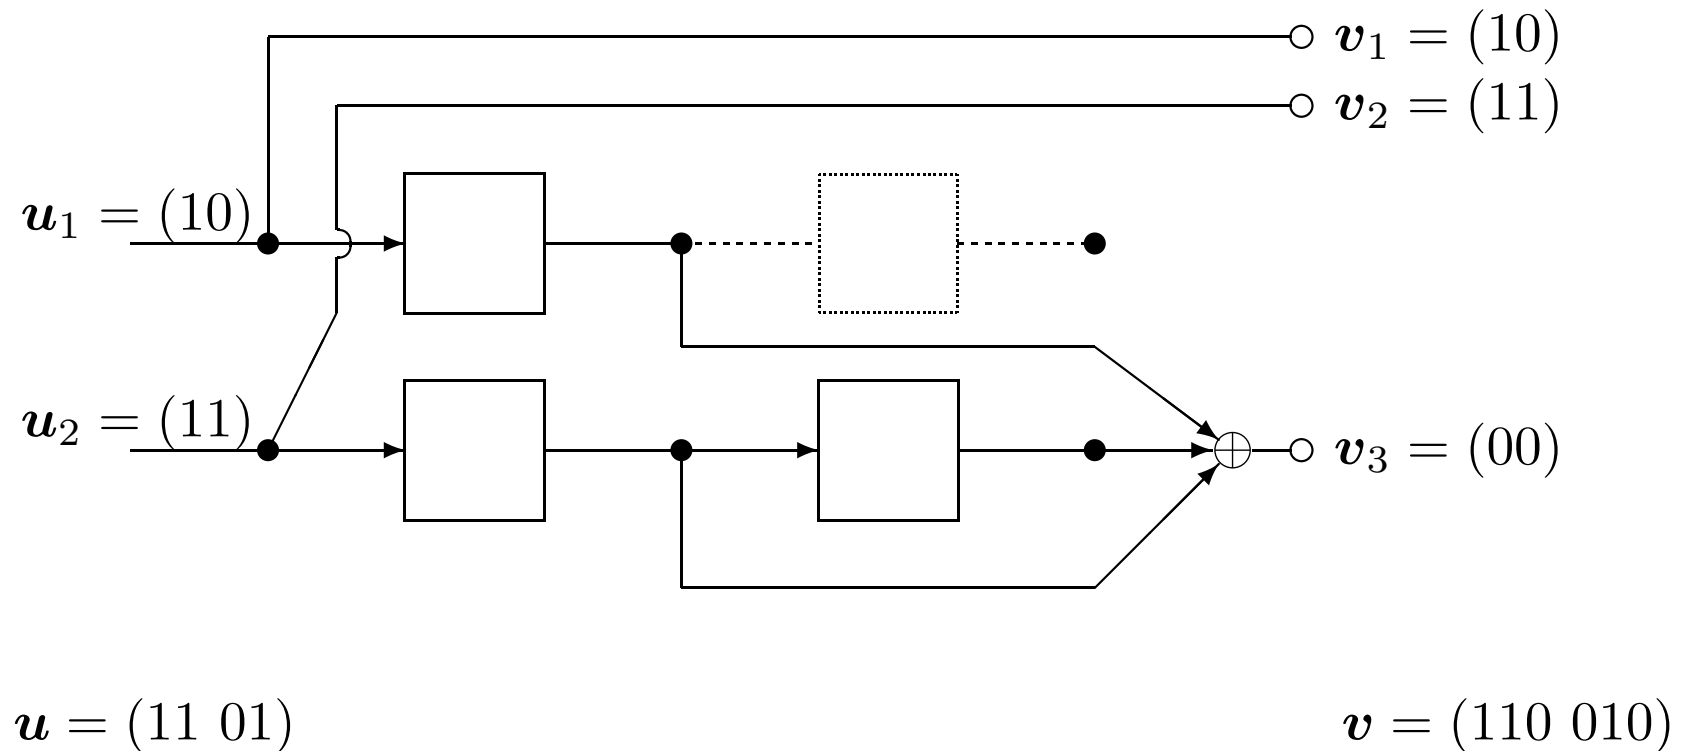 v₁ = (10)
v₂ = (11)
u₁ = (10)
u₂ = (11)
v₃ = (00)
u = (11 01)
v = (110 010)